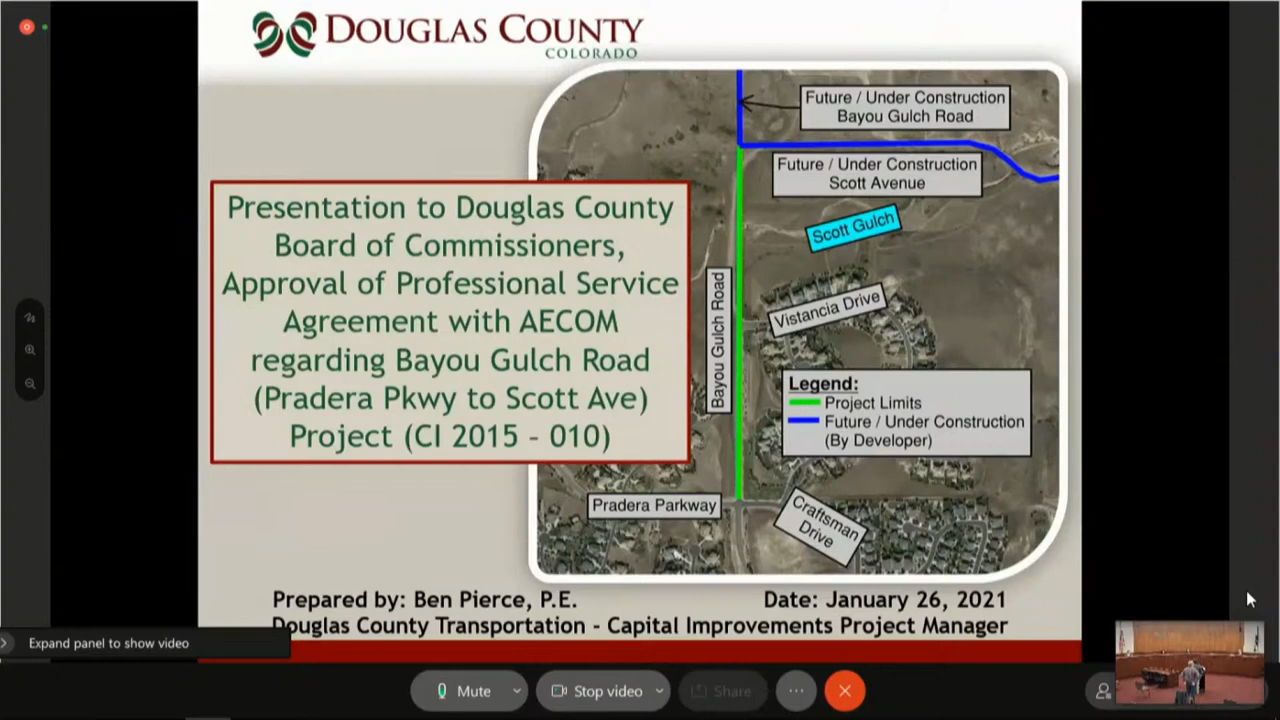 DOUGLAS COUNTY
COLORADO
Future / Under Construction
Bayou Gulch Road
Future / Under Construction
Scott Avenue
Scott Gulch
Presentation to Douglas County
Board of Commissioners,
Approval of Professional Service
Agreement with AECOM
regarding Bayou Gulch Road
(Pradera Pkwy to Scott Ave)
Project (CI 2015 - 010)
Bayou Gulch Road
Vistancia Drive
Legend:
Project Limits
Future / Under Construction
(By Developer)
Pradera Parkway
Craftsman
Drive
Prepared by: Ben Pierce, P.E.
Date: January 26, 2021
Douglas County Transportation - Capital Improvements Project Manager
Expand panel to show video
Mute
Stop video
Share